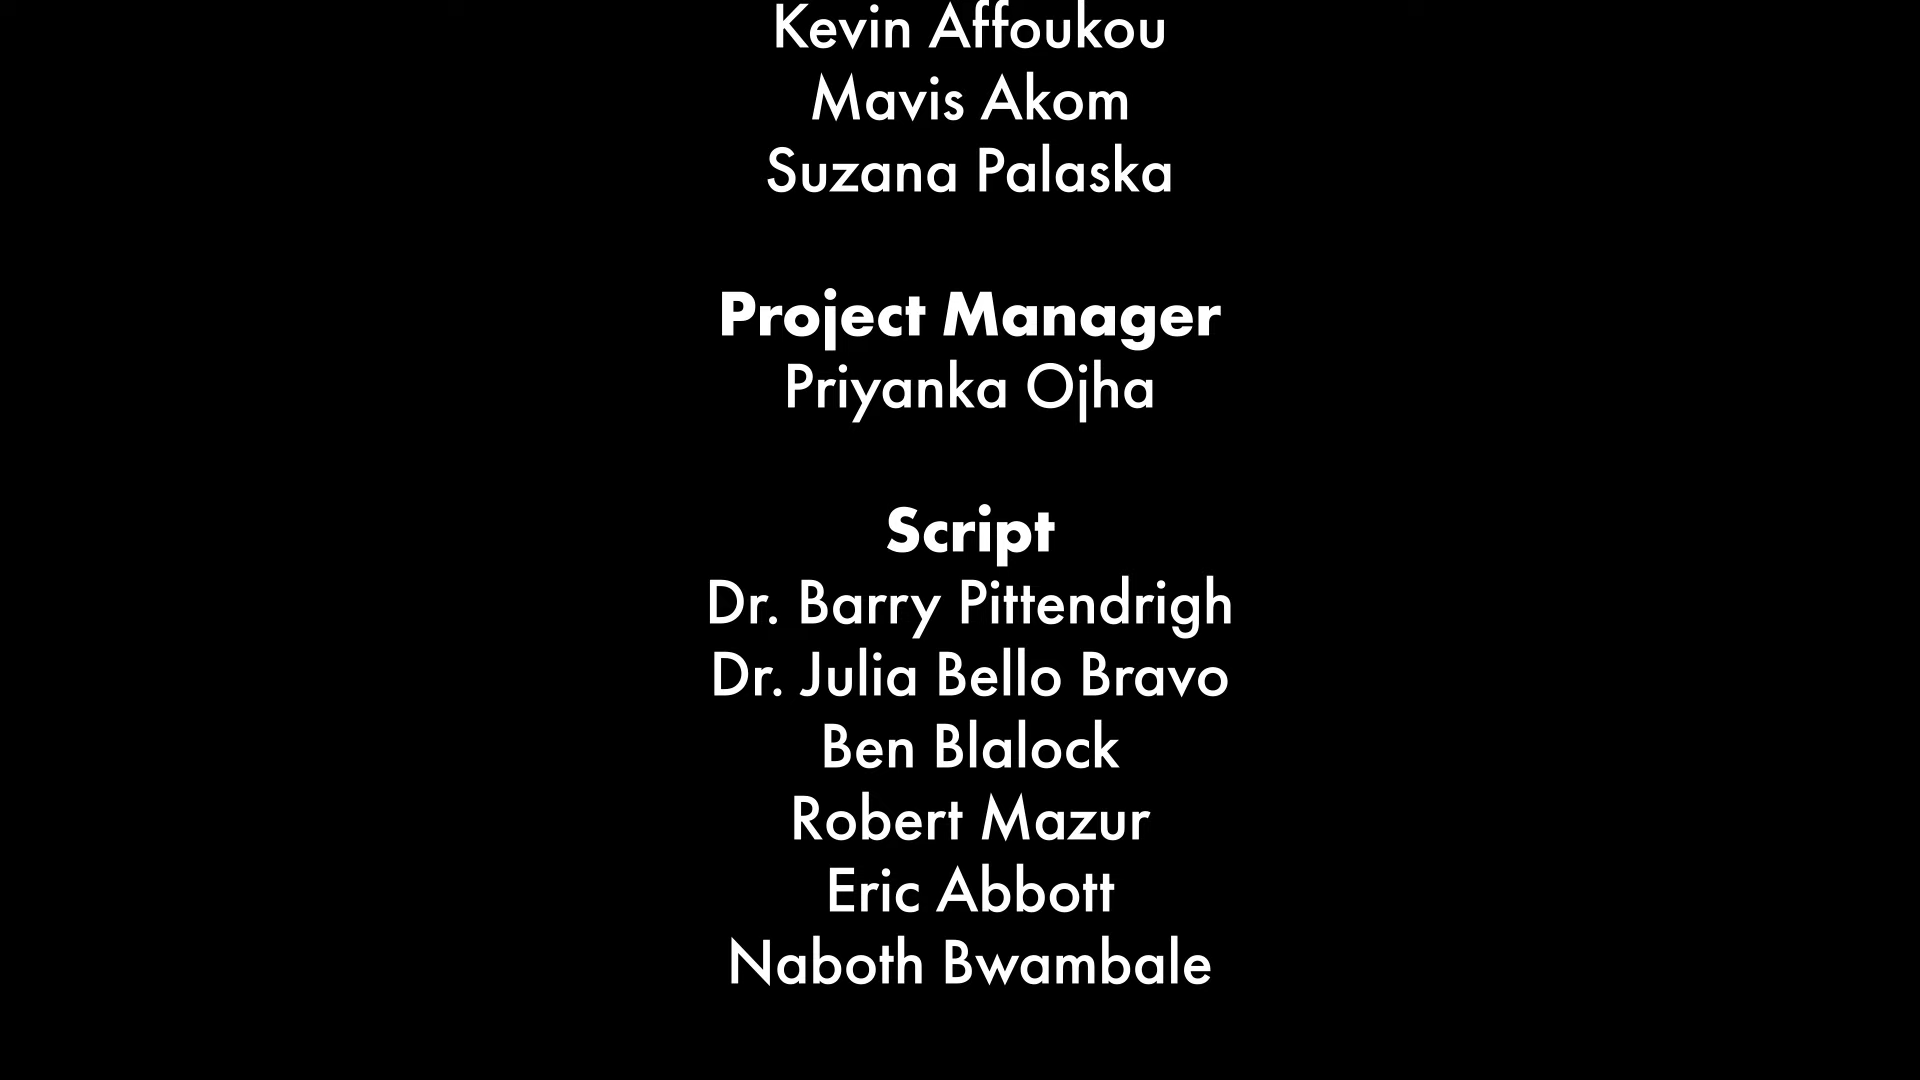 Kevin Affoukou
Mavis Akom
Suzana Palaska
Project Manager
Priyanka Ojha
Script
Dr. Barry Pittendrigh
Dr. Julia Bello Bravo
Ben Blalock
Robert Mazur
Eric Abbott
Naboth Bwambale